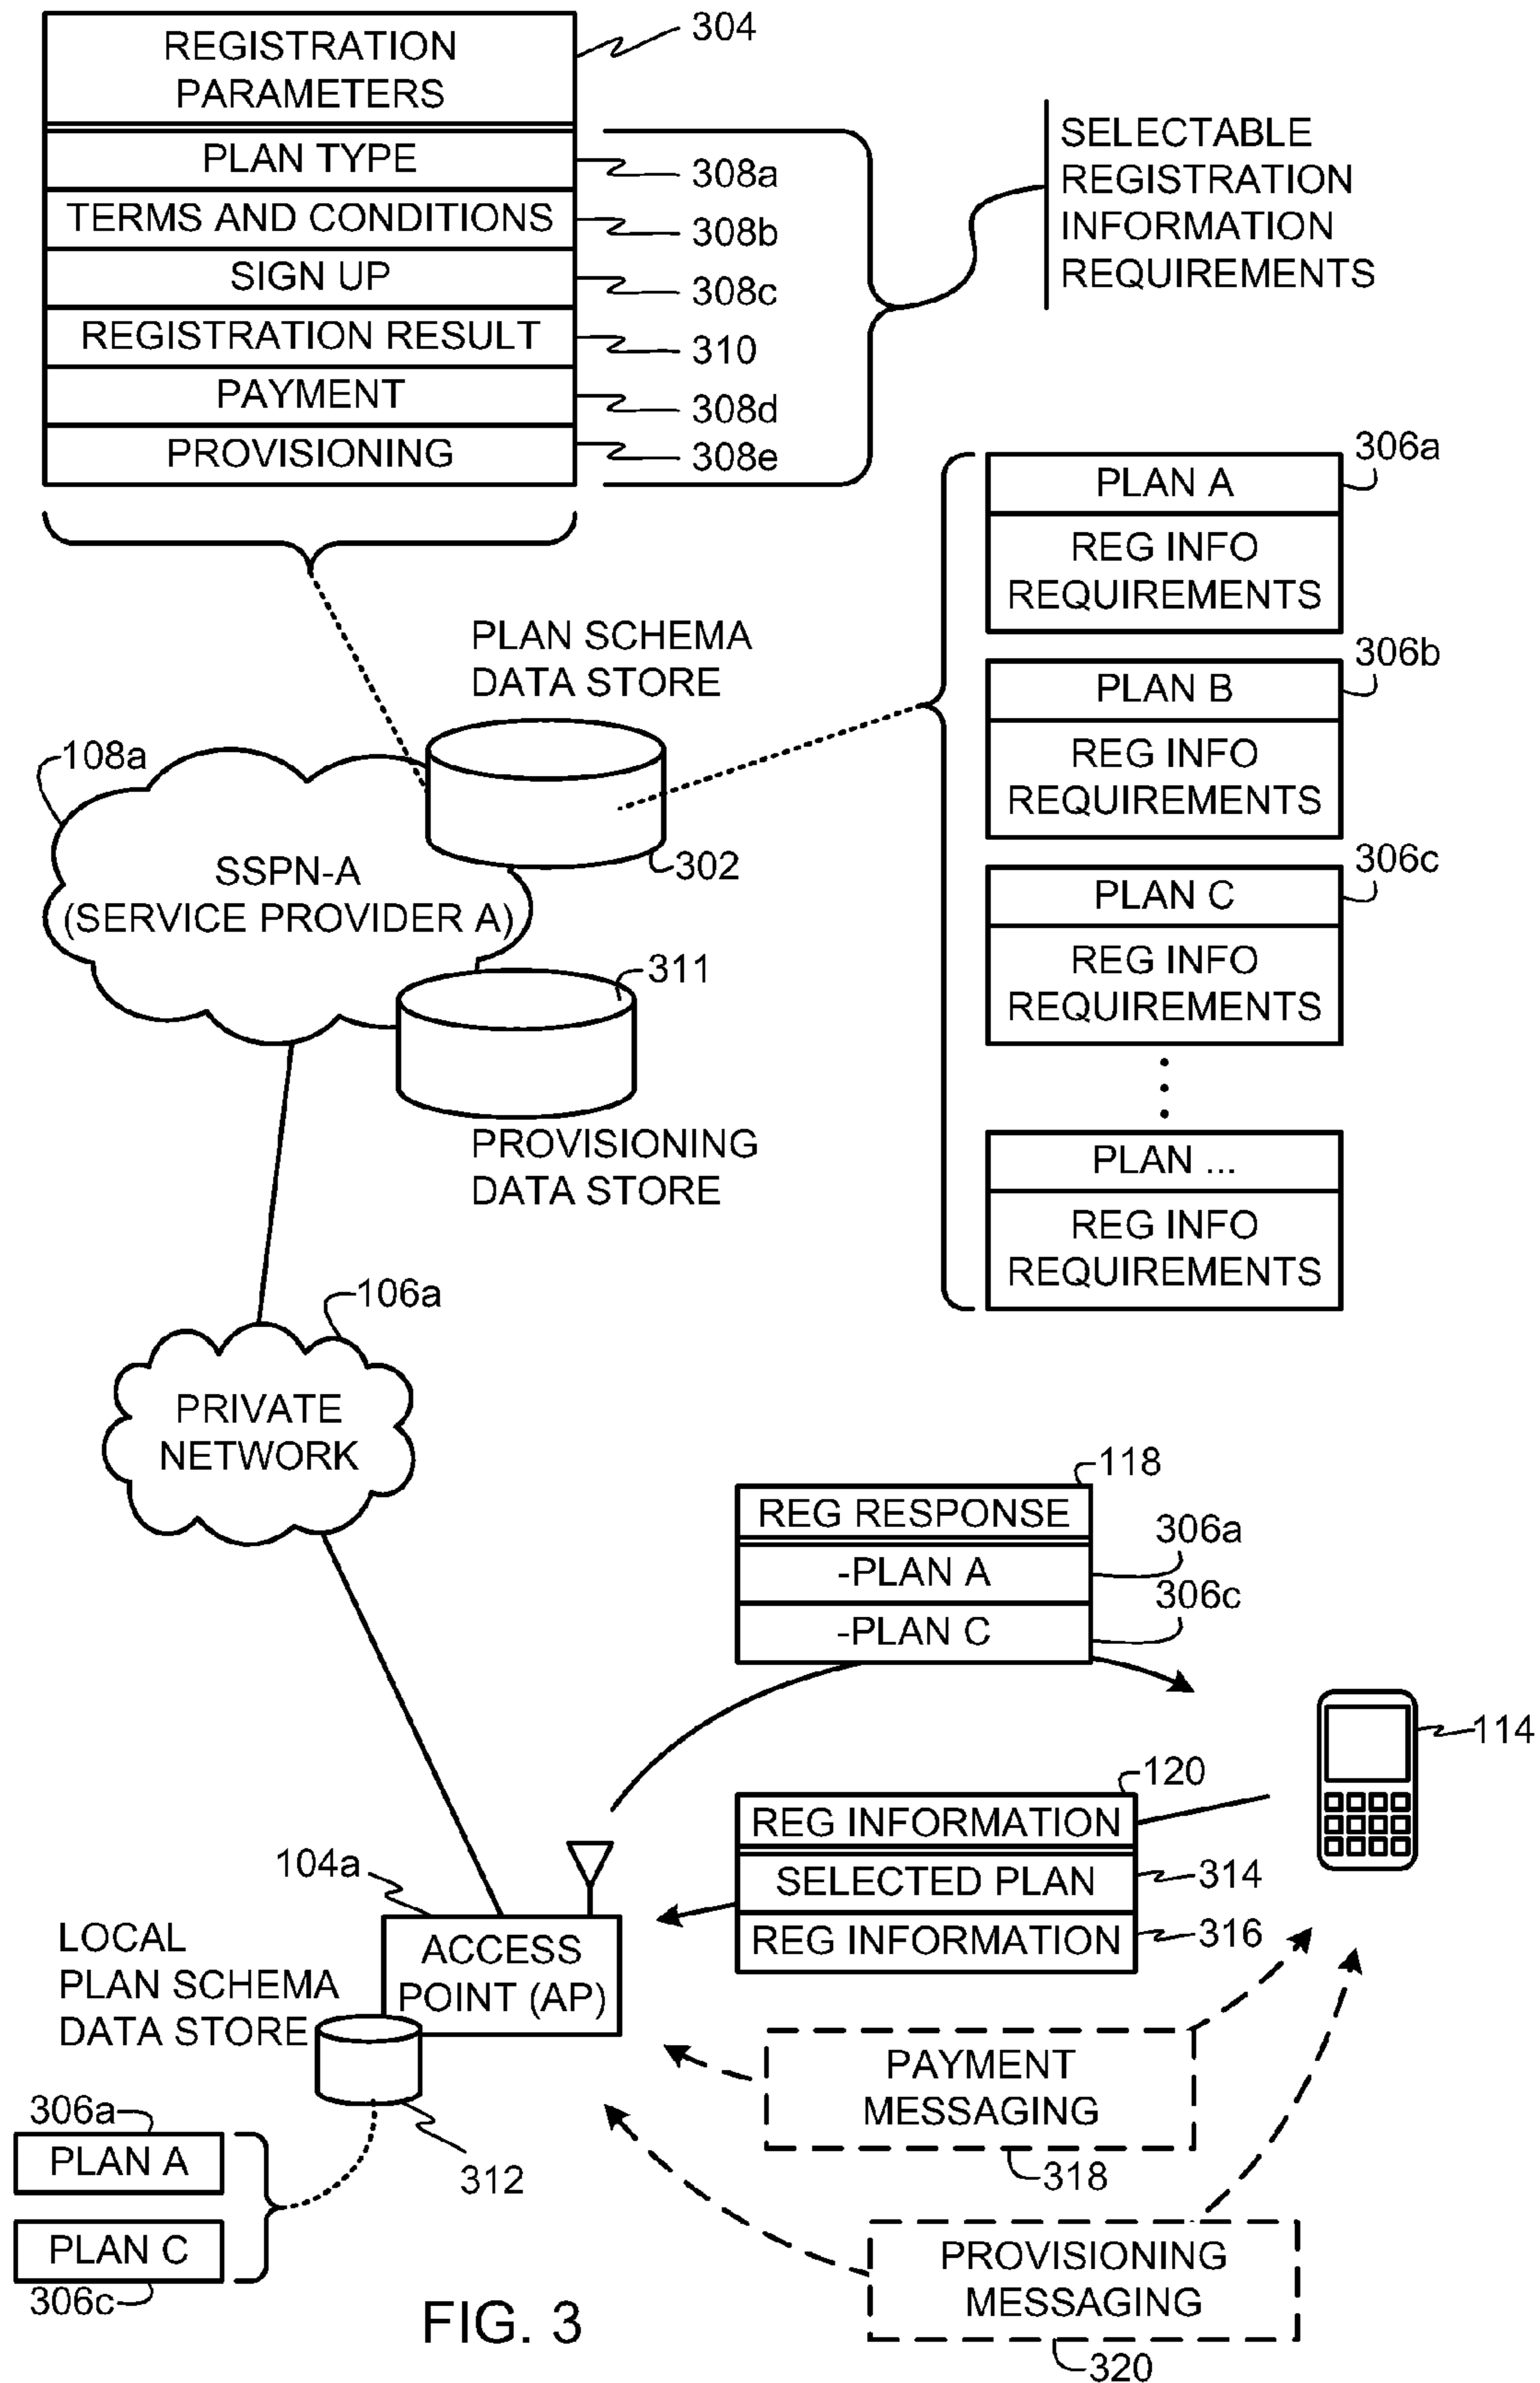 REGISTRATION
PARAMETERS
304
PLAN TYPE
308a
TERMS AND CONDITIONS
308b
SIGN UP
308c
REGISTRATION RESULT
310
PAYMENT
308d
PROVISIONING
308e
SELECTABLE
REGISTRATION
INFORMATION
REQUIREMENTS
306a
PLAN A
REG INFO
REQUIREMENTS
306b
PLAN B
REG INFO
REQUIREMENTS
306c
PLAN C
REG INFO
REQUIREMENTS
PLAN ...
REG INFO
REQUIREMENTS
PLAN SCHEMA
DATA STORE
302
108a
SSPN-A
(SERVICE PROVIDER A)
311
PROVISIONING
DATA STORE
106a
PRIVATE
NETWORK
118
REG RESPONSE
-PLAN A
306a
-PLAN C
306c
114
120
REG INFORMATION
SELECTED PLAN
314
REG INFORMATION
316
104a
ACCESS
POINT (AP)
LOCAL
PLAN SCHEMA
DATA STORE
312
306a
PLAN A
PLAN C
306c
PAYMENT
MESSAGING
318
PROVISIONING
MESSAGING
320
FIG. 3